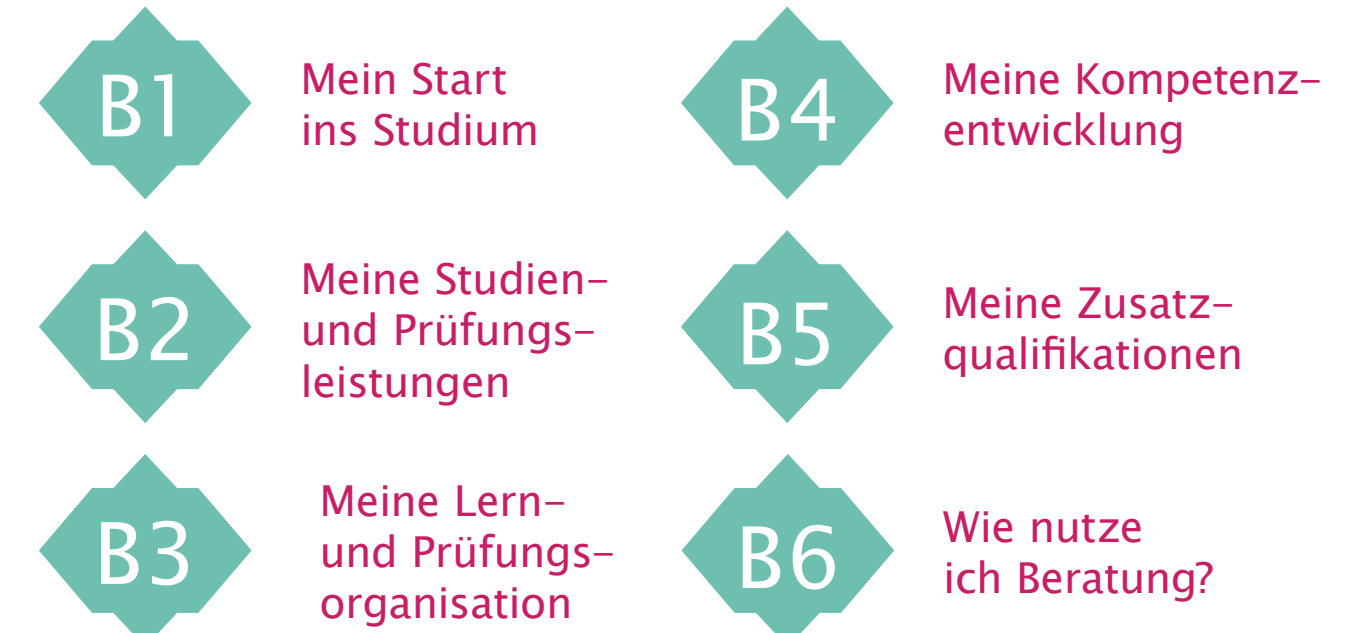 B1
Mein Start
ins Studium
B2
Meine Studien-
und Prüfungs-
leistungen
B3
Meine Lern-
und Prüfungs-
organisation
B4
Meine Kompetenz-
entwicklung
B5
Meine Zusatz-
qualifikationen
B6
Wie nutze
ich Beratung?